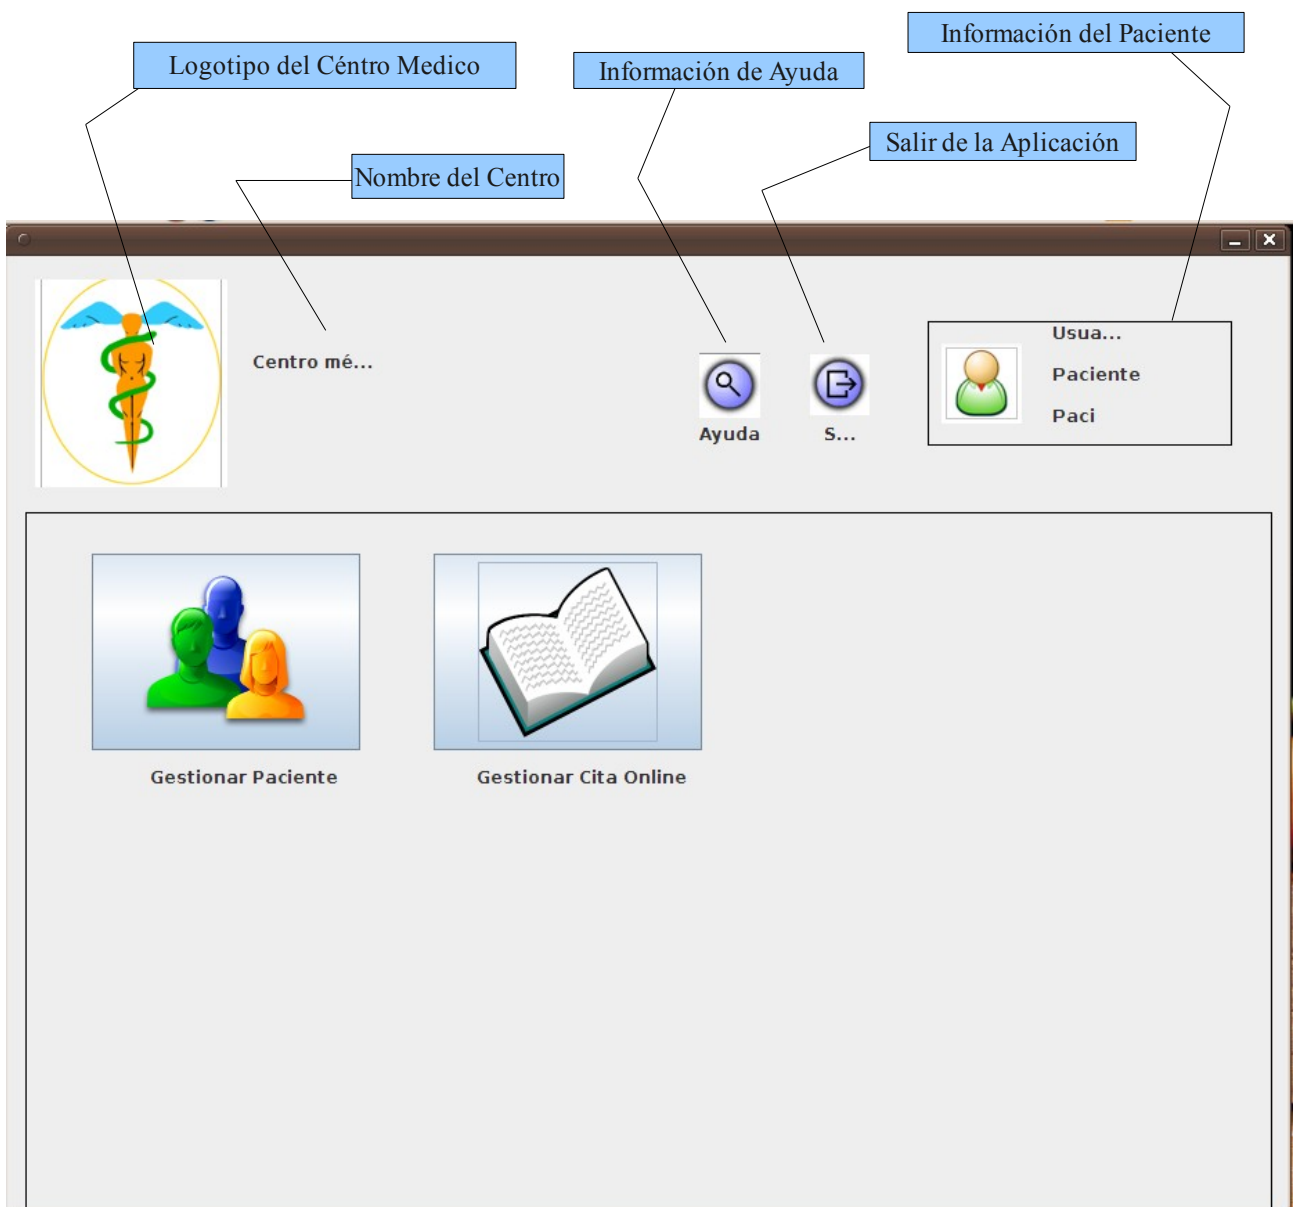 Información del Paciente
Logotipo del Céntro Medico
Información de Ayuda
Salir de la Aplicación
Nombre del Centro
Centro mé...
Usua...
Paciente
Paci
Ayuda
S...
Gestionar Paciente
Gestionar Cita Online